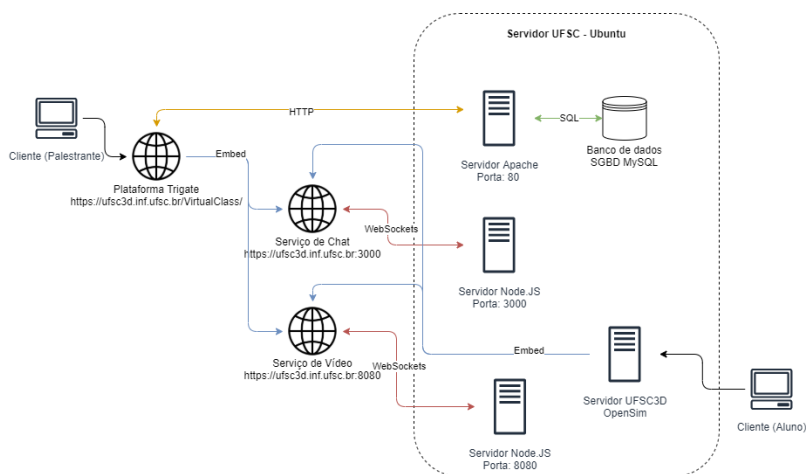 Servidor UFSC - Ubuntu
HTTP
SQL
Cliente (Palestrante)
Embed
Servidor Apache
Porta: 80
Banco de dados
SGBD MySQL
Plataforma Trigate
https://ufsc3d.inf.ufsc.br/VirtualClass/
WebSockets
Serviço de Chat
https://ufsc3d.inf.ufsc.br:3000
Servidor Node.JS
Porta: 3000
Embed
Serviço de Vídeo
https://ufsc3d.inf.ufsc.br:8080
WebSockets
Servidor UFSC3D
OpenSim
Cliente (Aluno)
Servidor Node.JS
Porta: 8080